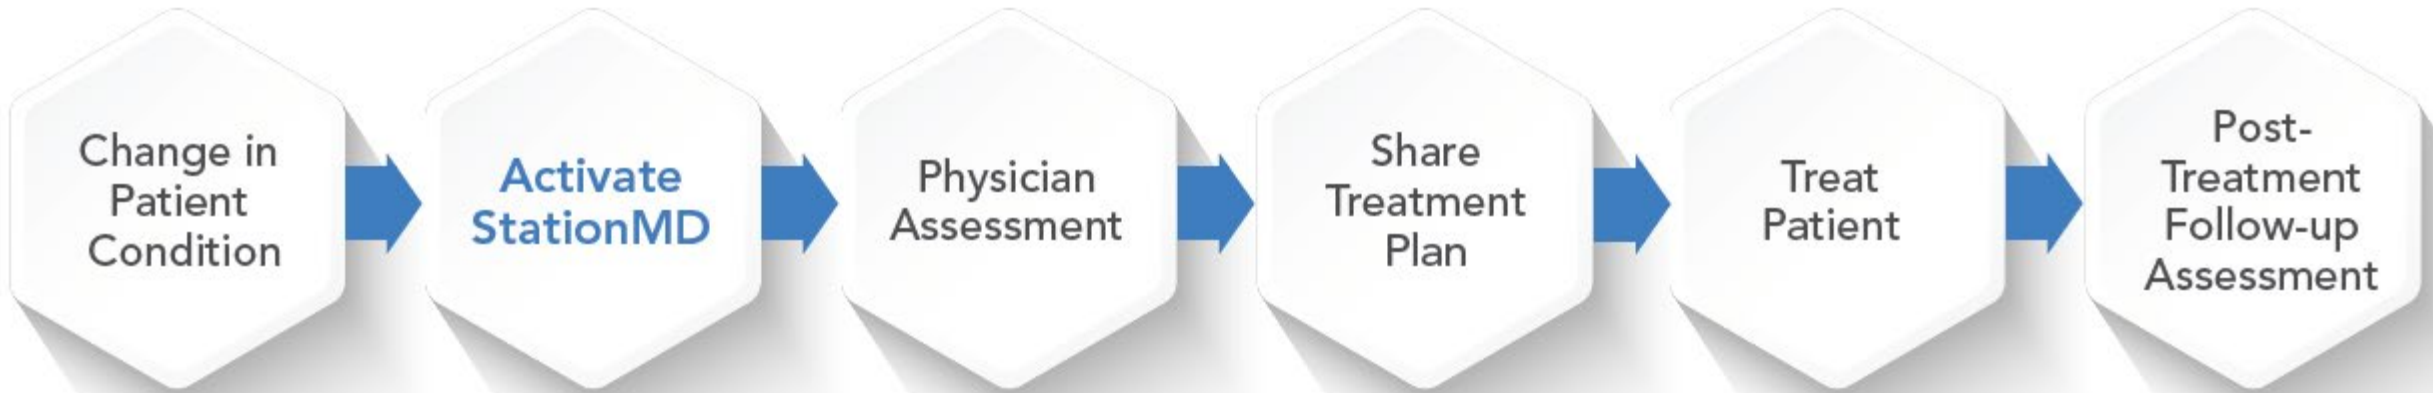 Change in
Patient
Condition
Activate
StationMD
Physician
Assessment
Share
Treatment
Plan
Treat
Patient
Post-
Treatment
Follow-up
Assessment